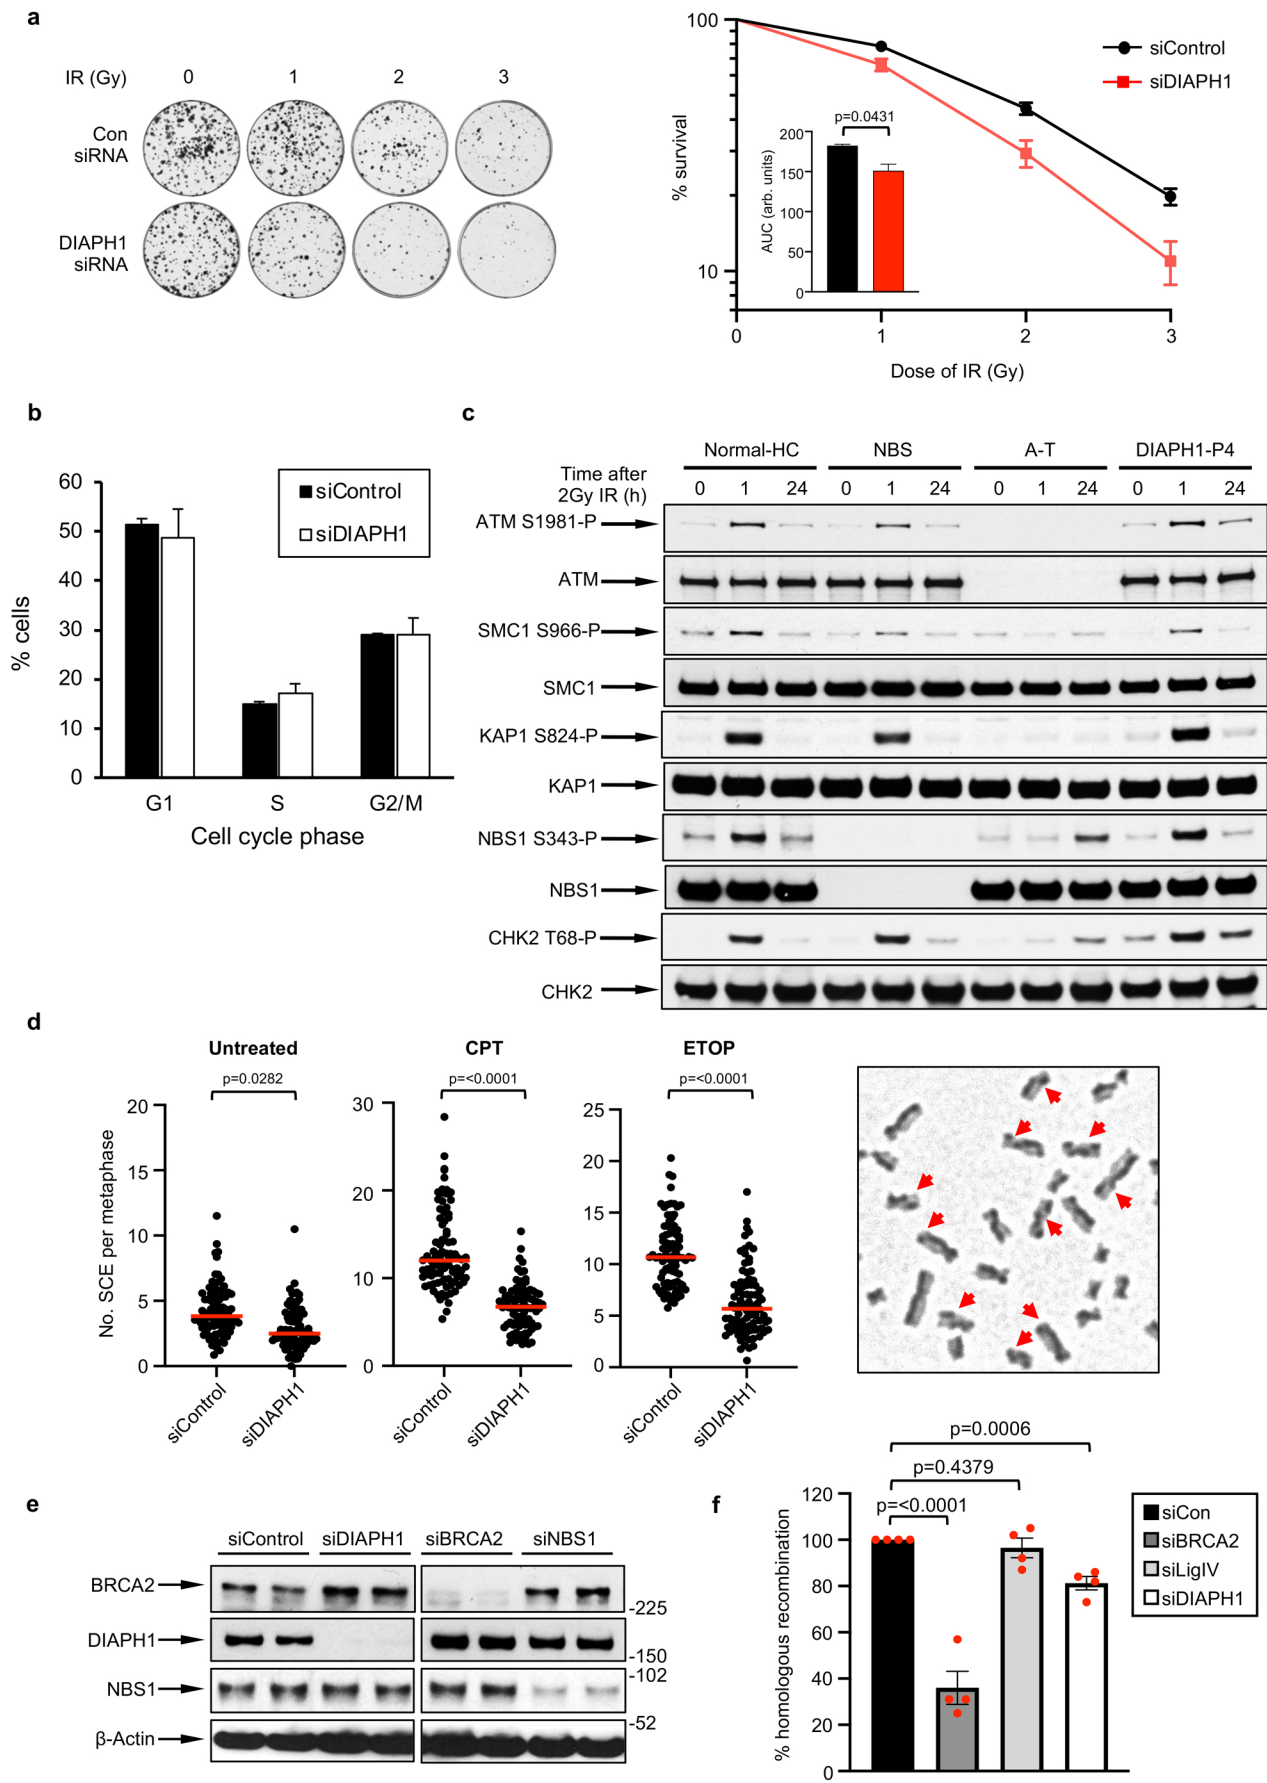 a
IR (Gy)
0 1 2 3
Con
siRNA
DIAPH1
siRNA
100
10
% survival
0 1 2 3
Dose of IR (Gy)
siControl
siDIAPH1
p=0.0431
200
150
100
50
0
AUC (arb. units)
b
60
50
40
30
20
10
0
% cells
siControl
siDIAPH1
G1 S G2/M
Cell cycle phase
c
Normal-HC NBS A-T DIAPH1-P4
Time after
2Gy IR (h)
0 1 24 0 1 24 0 1 24 0 1 24
ATM S1981-P
ATM
SMC1 S966-P
SMC1
KAP1 S824-P
KAP1
NBS1 S343-P
NBS1
CHK2 T68-P
CHK2
d
Untreated
p=0.0282
20
15
10
5
0
No. SCE per metaphase
siControl
siDIAPH1
CPT
p=<0.0001
30
20
10
0
siControl
siDIAPH1
ETOP
p=<0.0001
25
20
15
10
5
0
siControl
siDIAPH1
e
siControl siDIAPH1 siBRCA2 siNBS1
BRCA2
-225
DIAPH1
-150
-102
NBS1
-52
β-Actin
f
p=0.0006
p=0.4379
p=<0.0001
120
100
80
60
40
20
0
% homologous recombination
siCon
siBRCA2
siLigIV
siDIAPH1